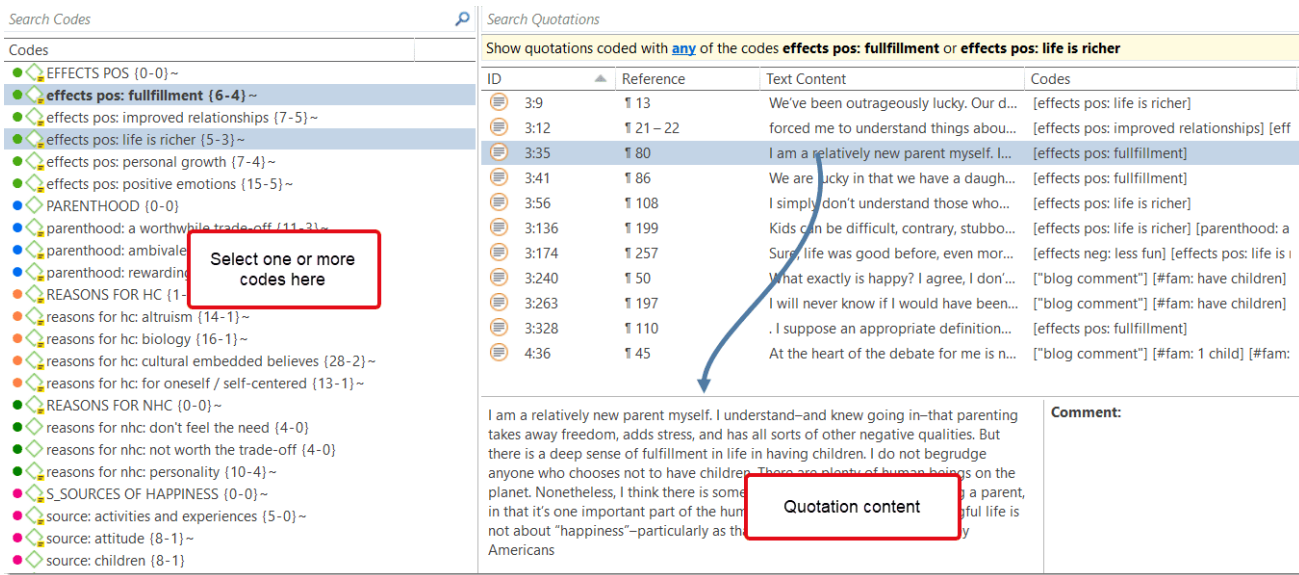 Search Codes
Codes
EFFECTS POS {0-0}~
effects pos: fullfillment {6-4}~
effects pos: improved relationships {7-5}~
effects pos: life is richer {5-3}~
effects pos: personal growth {7-4}~
effects pos: positive emotions {15-5}~
PARENTHOOD {0-0}
parenthood: a worthwhile trade-off {11-3}~
parenthood: ambivale
parenthood: rewarding
REASONS FOR HC {1-
reasons for hc: altruism {14-1}~
reasons for hc: biology {16-1}~
reasons for hc: cultural embedded believes {28-2}~
reasons for hc: for oneself / self-centered {13-1}~
REASONS FOR NHC {0-0}~
reasons for nhc: don't feel the need {4-0}
reasons for nhc: not worth the trade-off {4-0}
reasons for nhc: personality {10-4}~
S_SOURCES OF HAPPINESS {0-0}~
source: activities and experiences {5-0}~
source: attitude {8-1}~
source: children {8-1}
Select one or more
codes here
Search Quotations
Show quotations coded with any of the codes effects pos: fullfillment or effects pos: life is richer
ID Reference Text Content Codes
3:9 ¶ 13 We've been outrageously lucky. Our d... [effects pos: life is richer]
3:12 ¶ 21 – 22 forced me to understand things abou... [effects pos: improved relationships] [eff
3:35 ¶ 80 I am a relatively new parent myself. I... [effects pos: fullfillment]
3:41 ¶ 86 We are lucky in that we have a daugh... [effects pos: fullfillment]
3:56 ¶ 108 I simply don't understand those who... [effects pos: life is richer]
3:136 ¶ 199 Kids can be difficult, contrary, stubbo... [effects pos: life is richer] [parenthood: a
3:174 ¶ 257 Sure, life was good before, even mor... [effects neg: less fun] [effects pos: life is
3:240 ¶ 50 What exactly is happy? I agree, I don'... ["blog comment"] [#fam: have children]
3:263 ¶ 197 I will never know if I would have been... ["blog comment"] [#fam: have children]
3:328 ¶ 110 . I suppose an appropriate definition... [effects pos: fullfillment]
4:36 ¶ 45 At the heart of the debate for me is n... ["blog comment"] [#fam: 1 child] [#fam:
I am a relatively new parent myself. I understand–and knew going in–that parenting
takes away freedom, adds stress, and has all sorts of other negative qualities. But
there is a deep sense of fulfillment in life in having children. I do not begrudge
anyone who chooses not to have children. There are plenty of human beings on the
planet. Nonetheless, I think there is some g a parent,
in that it's one important part of the hum gful life is
not about "happiness"–particularly as tha y
Americans
Quotation content
Comment: